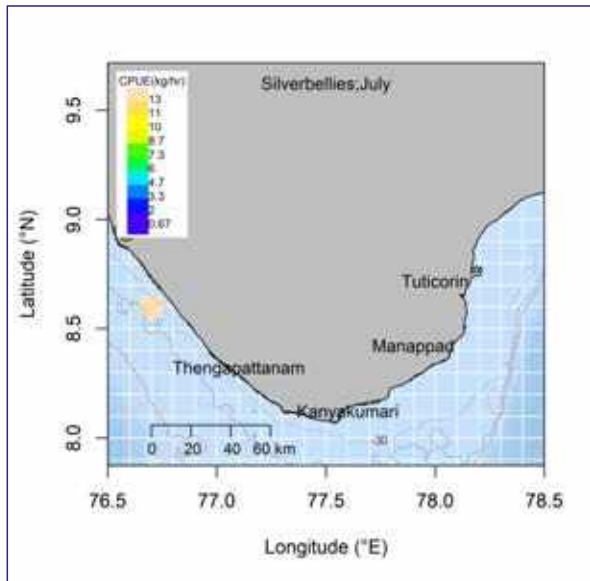 CPUE(kg/hr)
13
11
10
8.7
7.3
6
4.7
3.3
2
0.67
Silverbellies:July
Tuticorin
Manappad
Thengapattanam
Kanyakumari
-30
0 20 40 60 km
9.5
9.0
8.5
8.0
Latitude (°N)
76.5 77.0 77.5 78.0 78.5
Longitude (°E)